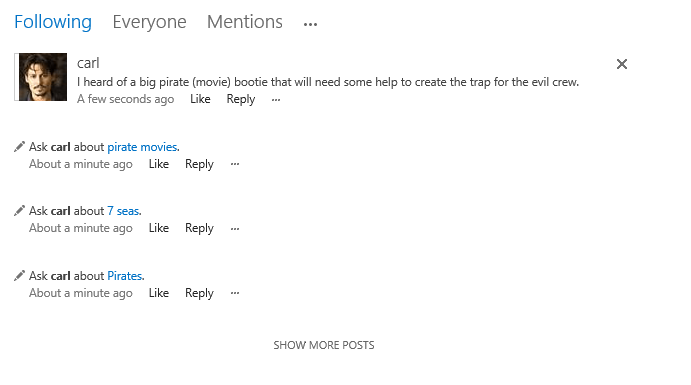 Following Everyone Mentions ...
carl
I heard of a big pirate (movie) bootie that will need some help to create the trap for the evil crew.
A few seconds ago Like Reply ...
Ask carl about pirate movies.
About a minute ago Like Reply ...
Ask carl about 7 seas.
About a minute ago Like Reply ...
Ask carl about Pirates.
About a minute ago Like Reply ...
SHOW MORE POSTS